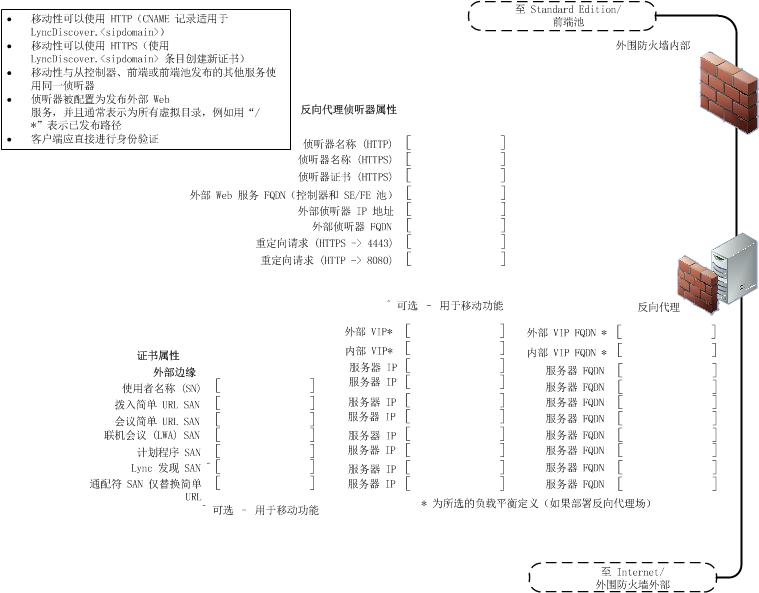 移动性可以使用 HTTP（CNAME 记录适用于
LyncDiscover.<sipdomain>）
移动性可以使用 HTTPS（使用
LyncDiscover.<sipdomain> 条目创建新证书）
移动性与从控制器、前端或前端池发布的其他服务使
用同一侦听器
侦听器被配置为发布外部 Web
服务，并且通常表示为所有虚拟目录，例如用“/
*”表示已发布路径
客户端应直接进行身份验证
至 Standard Edition/
前端池
外围防火墙内部
反向代理侦听器属性
侦听器名称 (HTTP)
侦听器名称 (HTTPS)
侦听器证书 (HTTPS)
外部 Web 服务 FQDN（控制器和 SE/FE 池）
外部侦听器 IP 地址
外部侦听器 FQDN
重定向请求 (HTTPS -> 4443)
重定向请求 (HTTP -> 8080)
反向代理
ˆ 可选 - 用于移动功能
外部 VIP*
内部 VIP*
服务器 IP
服务器 IP
服务器 IP
服务器 IP
服务器 IP
服务器 IP
服务器 IP
服务器 IP
外部 VIP FQDN *
内部 VIP FQDN *
服务器 FQDN
服务器 FQDN
服务器 FQDN
服务器 FQDN
服务器 FQDN
服务器 FQDN
服务器 FQDN
服务器 FQDN
* 为所选的负载平衡定义（如果部署反向代理场）
证书属性
外部边缘
使用者名称 (SN)
拨入简单 URL SAN
会议简单 URL SAN
联机会议 (LWA) SAN
计划程序 SAN
Lync 发现 SAN ˆ
通配符 SAN 仅替换简单
URL
ˆ 可选 - 用于移动功能
至 Internet/
外围防火墙外部